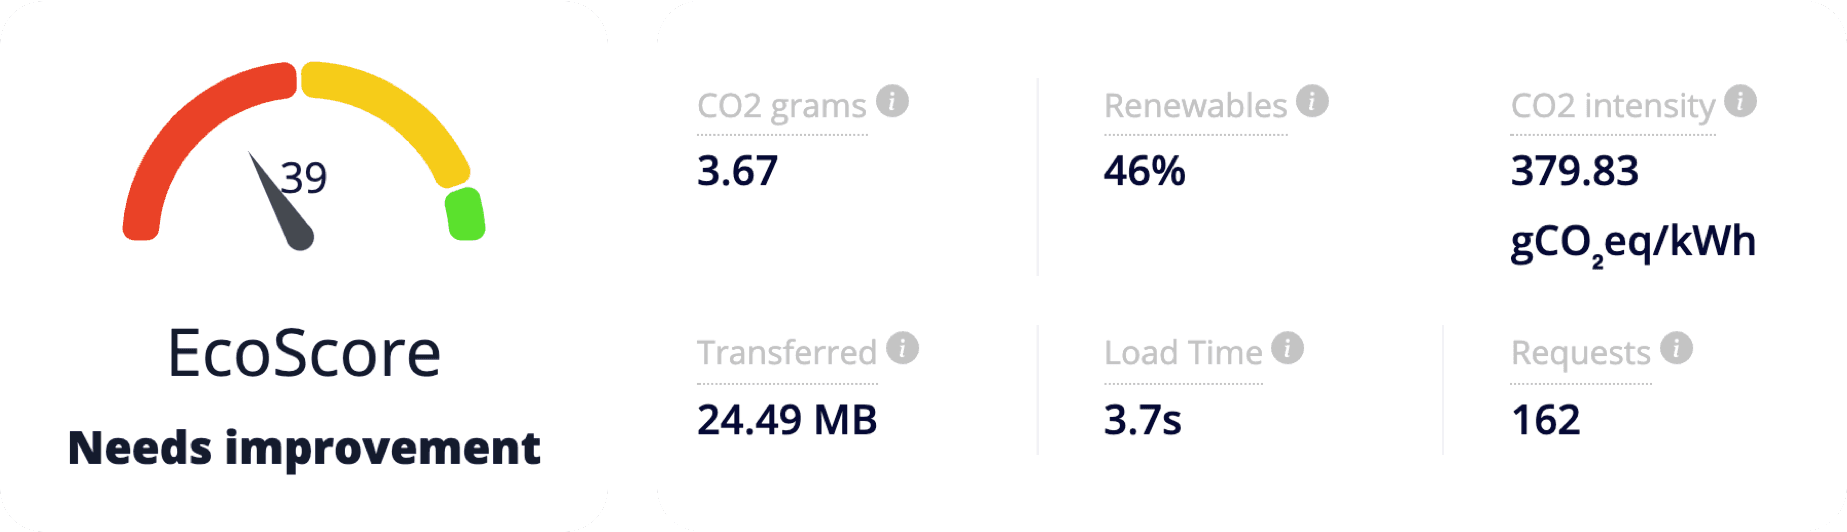 39
EcoScore
Needs improvement
CO2 grams i
3.67
Renewables i
46%
CO2 intensity i
379.83
gCO₂eq/kWh
Transferred i
24.49 MB
Load Time i
3.7s
Requests i
162